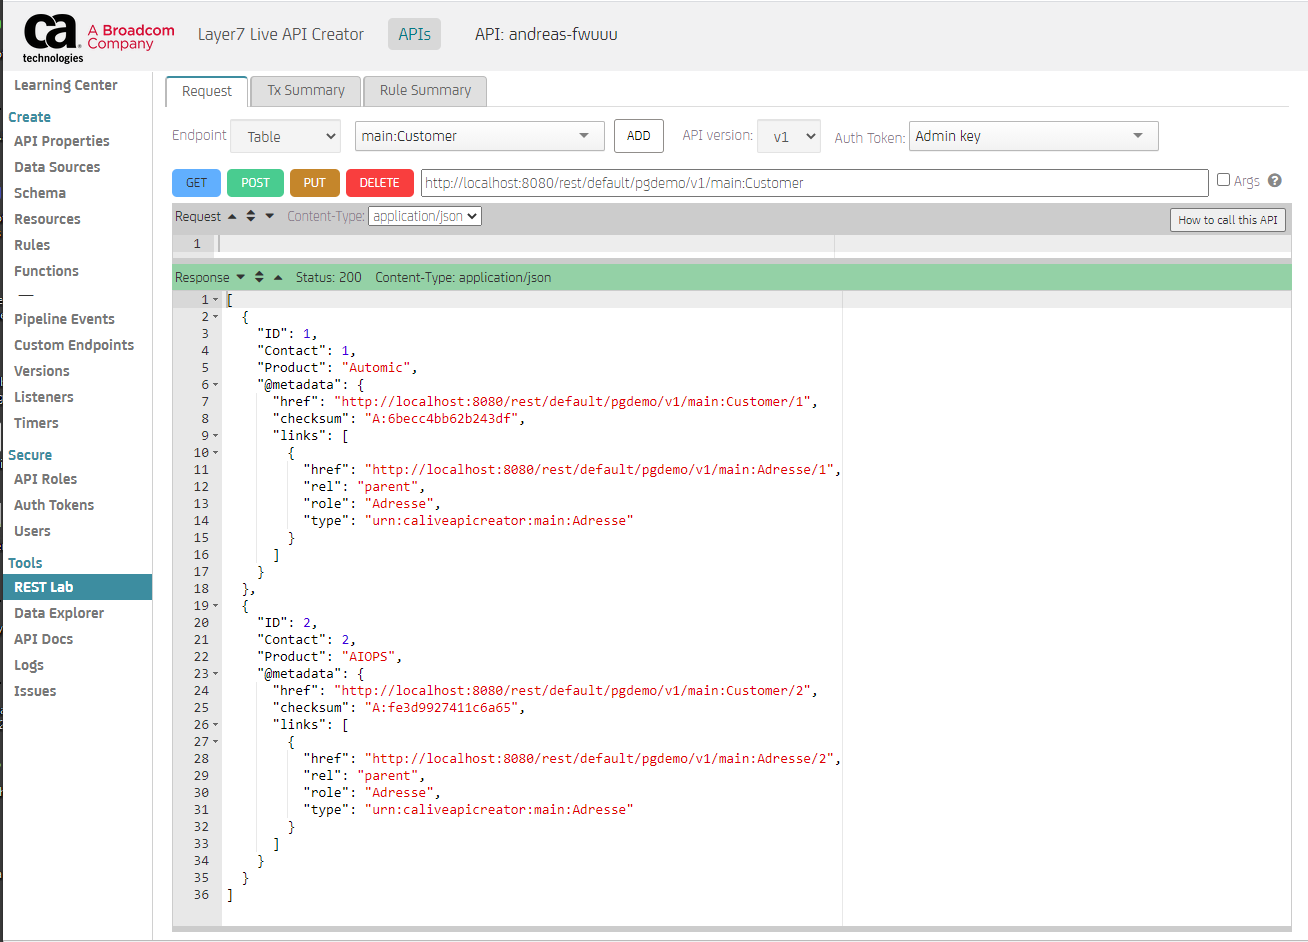 ca technologies A Broadcom Company
Layer7 Live API Creator APIs API: andreas-fwuuu
Learning Center
Create
API Properties
Data Sources
Schema
Resources
Rules
Functions
—
Pipeline Events
Custom Endpoints
Versions
Listeners
Timers
Secure
API Roles
Auth Tokens
Users
Tools
REST Lab
Data Explorer
API Docs
Logs
Issues
Request Tx Summary Rule Summary
Endpoint Table main:Customer ADD API version: v1 Auth Token: Admin key
GET POST PUT DELETE http://localhost:8080/rest/default/pgdemo/v1/main:Customer Args ?
Request Content-Type: application/json How to call this API
1
Response Status: 200 Content-Type: application/json
1 [
2 {
3 "ID": 1,
4 "Contact": 1,
5 "Product": "Automic",
6 "@metadata": {
7 "href": "http://localhost:8080/rest/default/pgdemo/v1/main:Customer/1",
8 "checksum": "A:6becc4bb62b243df",
9 "links": [
10 {
11 "href": "http://localhost:8080/rest/default/pgdemo/v1/main:Adresse/1",
12 "rel": "parent",
13 "role": "Adresse",
14 "type": "urn:caliveapicreator:main:Adresse"
15 }
16 ]
17 }
18 },
19 {
20 "ID": 2,
21 "Contact": 2,
22 "Product": "AIOPS",
23 "@metadata": {
24 "href": "http://localhost:8080/rest/default/pgdemo/v1/main:Customer/2",
25 "checksum": "A:fe3d9927411c6a65",
26 "links": [
27 {
28 "href": "http://localhost:8080/rest/default/pgdemo/v1/main:Adresse/2",
29 "rel": "parent",
30 "role": "Adresse",
31 "type": "urn:caliveapicreator:main:Adresse"
32 }
33 ]
34 }
35 }
36 ]